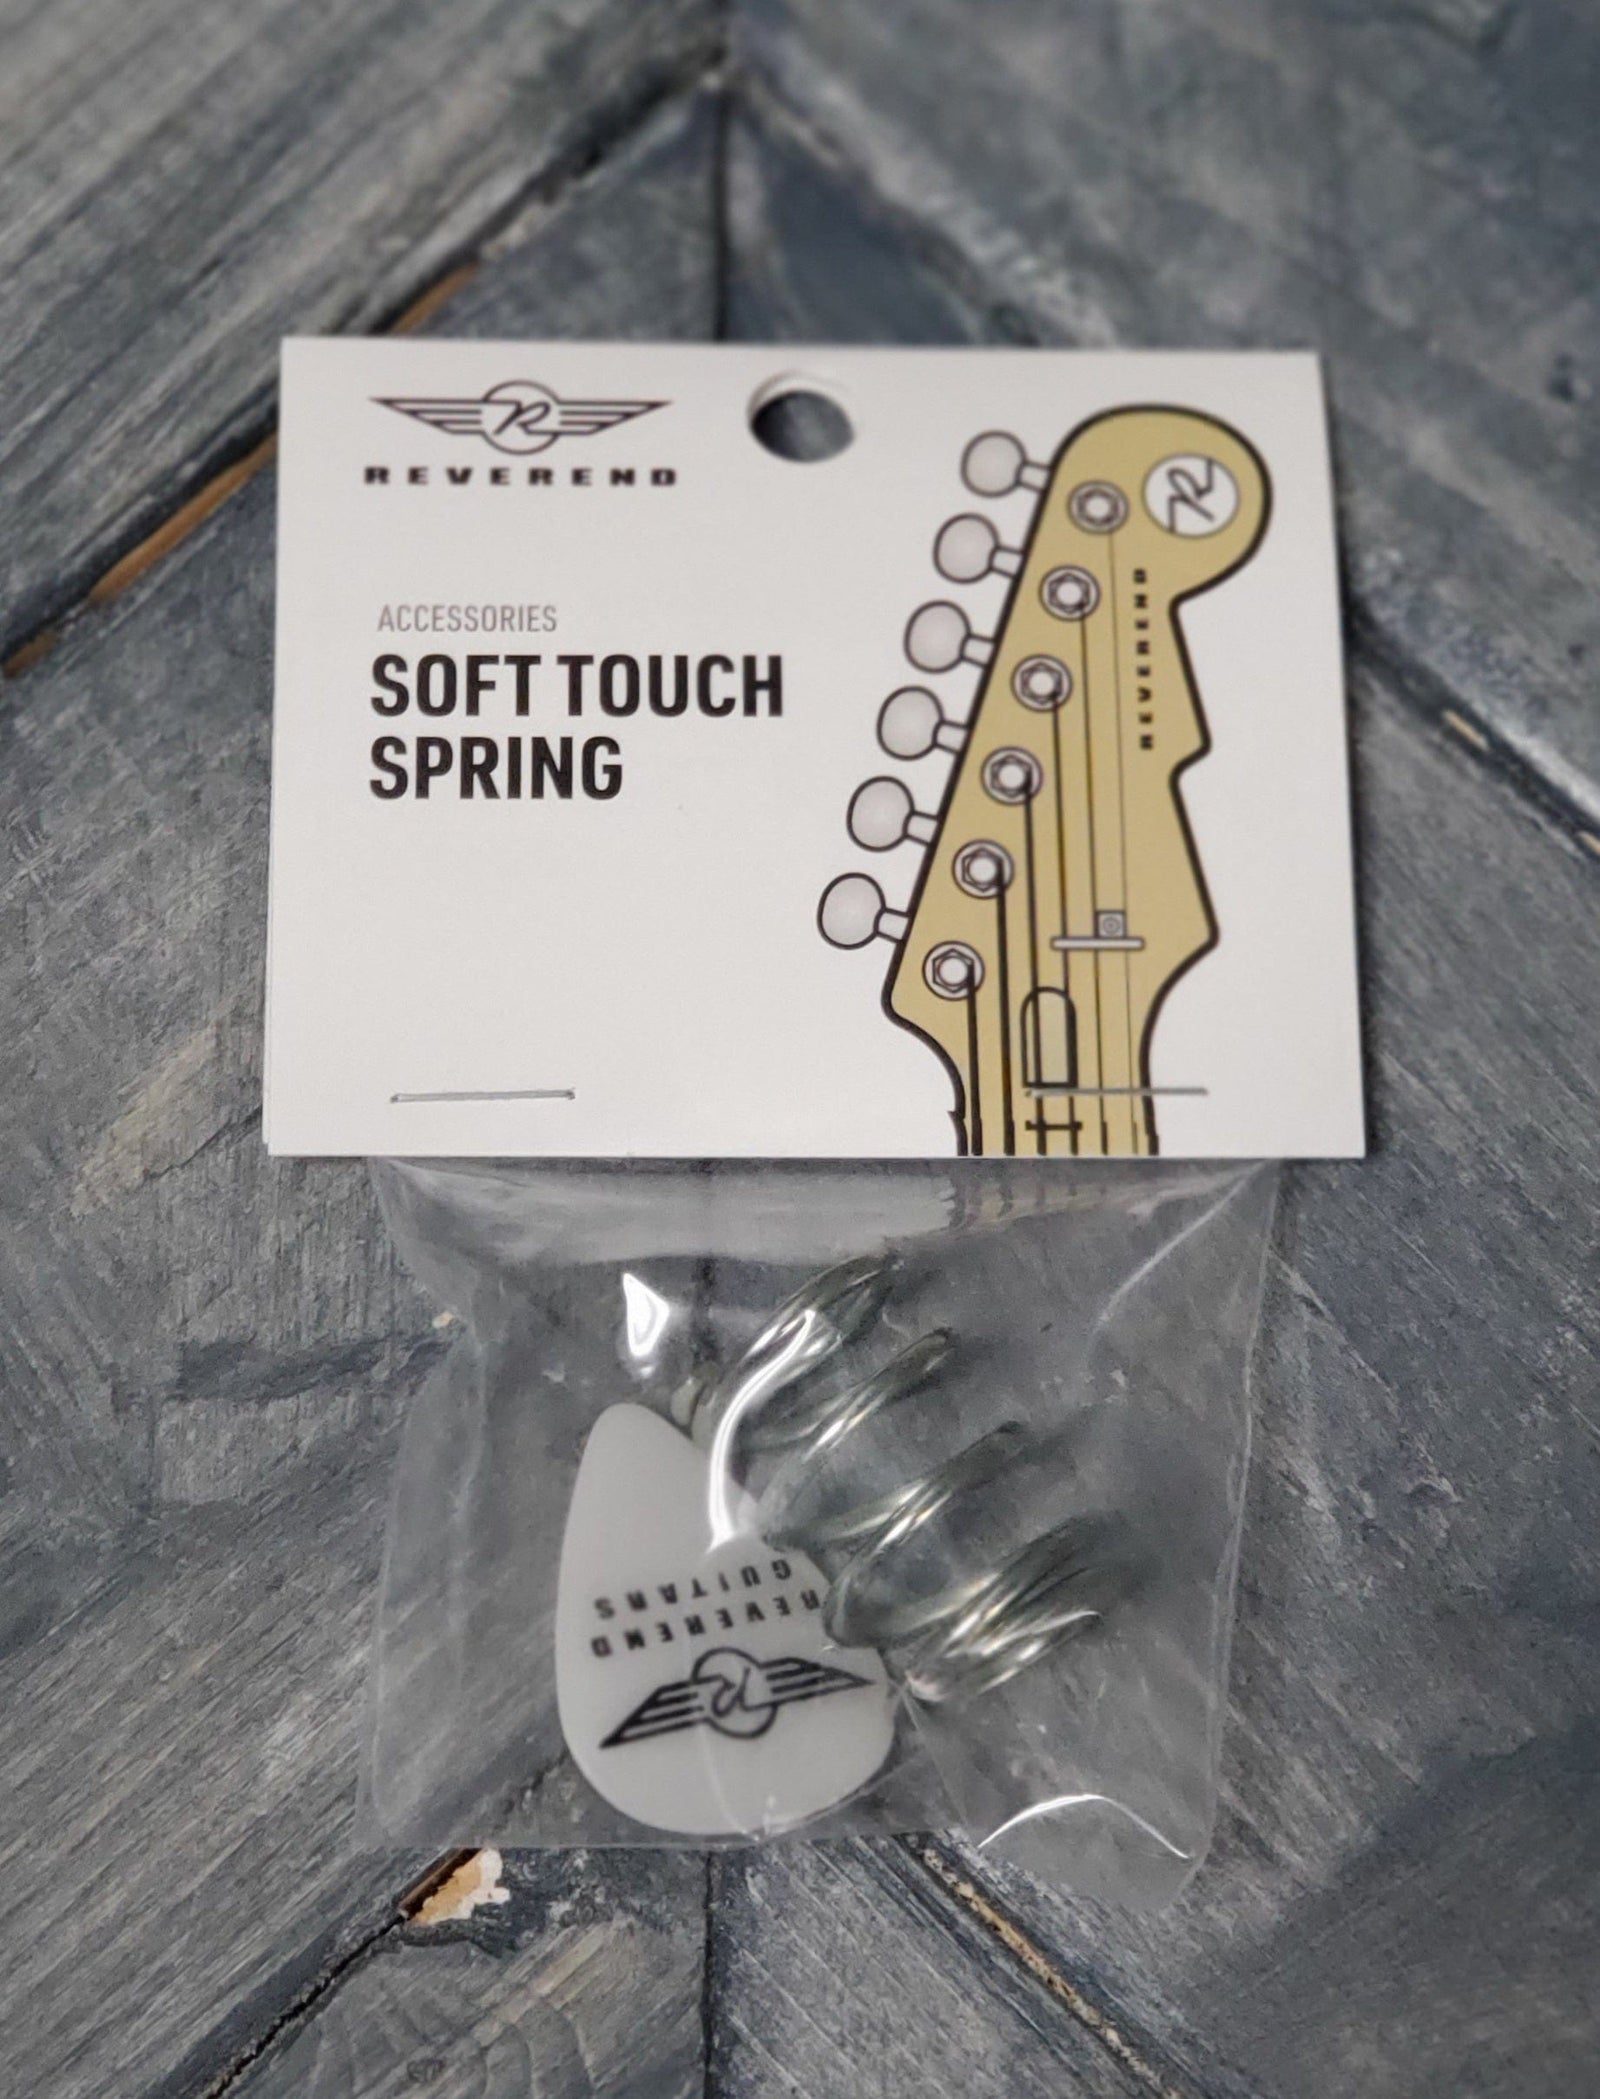 R
REVEREND
ACCESSORIES
SOFT TOUCH
SPRING
R
REVEREND
REVEREND
GUITARS
R